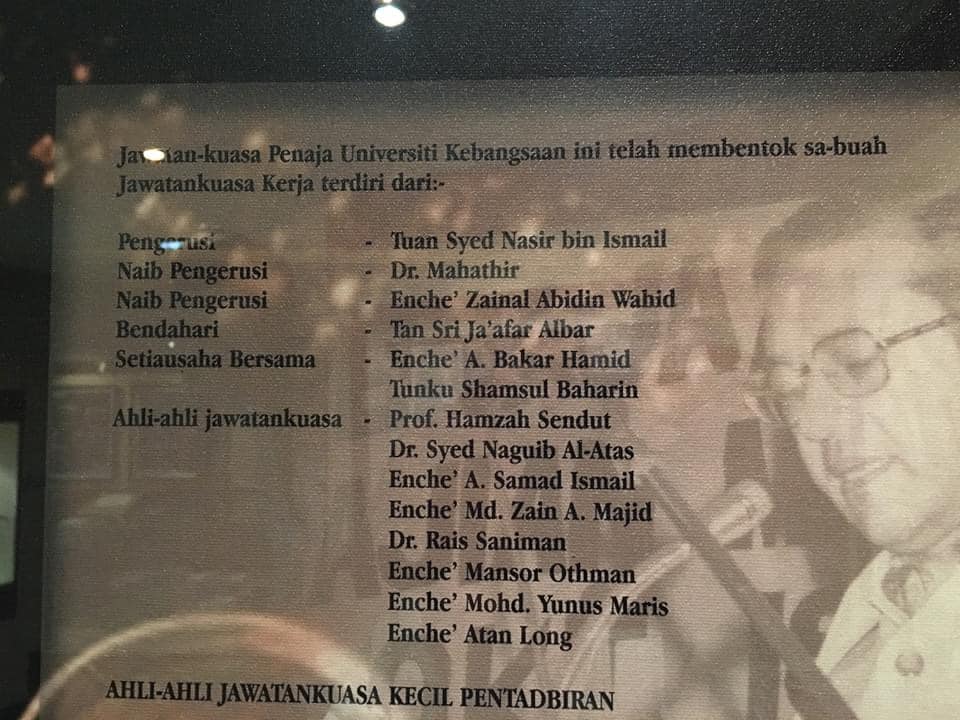 Jawatan-kuasa Penaja Universiti Kebangsaan ini telah membentok sa-buah
Jawatankuasa Kerja terdiri dari:-
Pengerusi - Tuan Syed Nasir bin Ismail
Naib Pengerusi - Dr. Mahathir
Naib Pengerusi - Enche' Zainal Abidin Wahid
Bendahari - Tan Sri Ja'afar Albar
Setiausaha Bersama - Enche' A. Bakar Hamid
Tunku Shamsul Baharin
Ahli-ahli jawatankuasa - Prof. Hamzah Sendut
Dr. Syed Naguib Al-Atas
Enche' A. Samad Ismail
Enche' Md. Zain A. Majid
Dr. Rais Saniman
Enche' Mansor Othman
Enche' Mohd. Yunus Maris
Enche' Atan Long
AHLI-AHLI JAWATANKUASA KECIL PENTADBIRAN